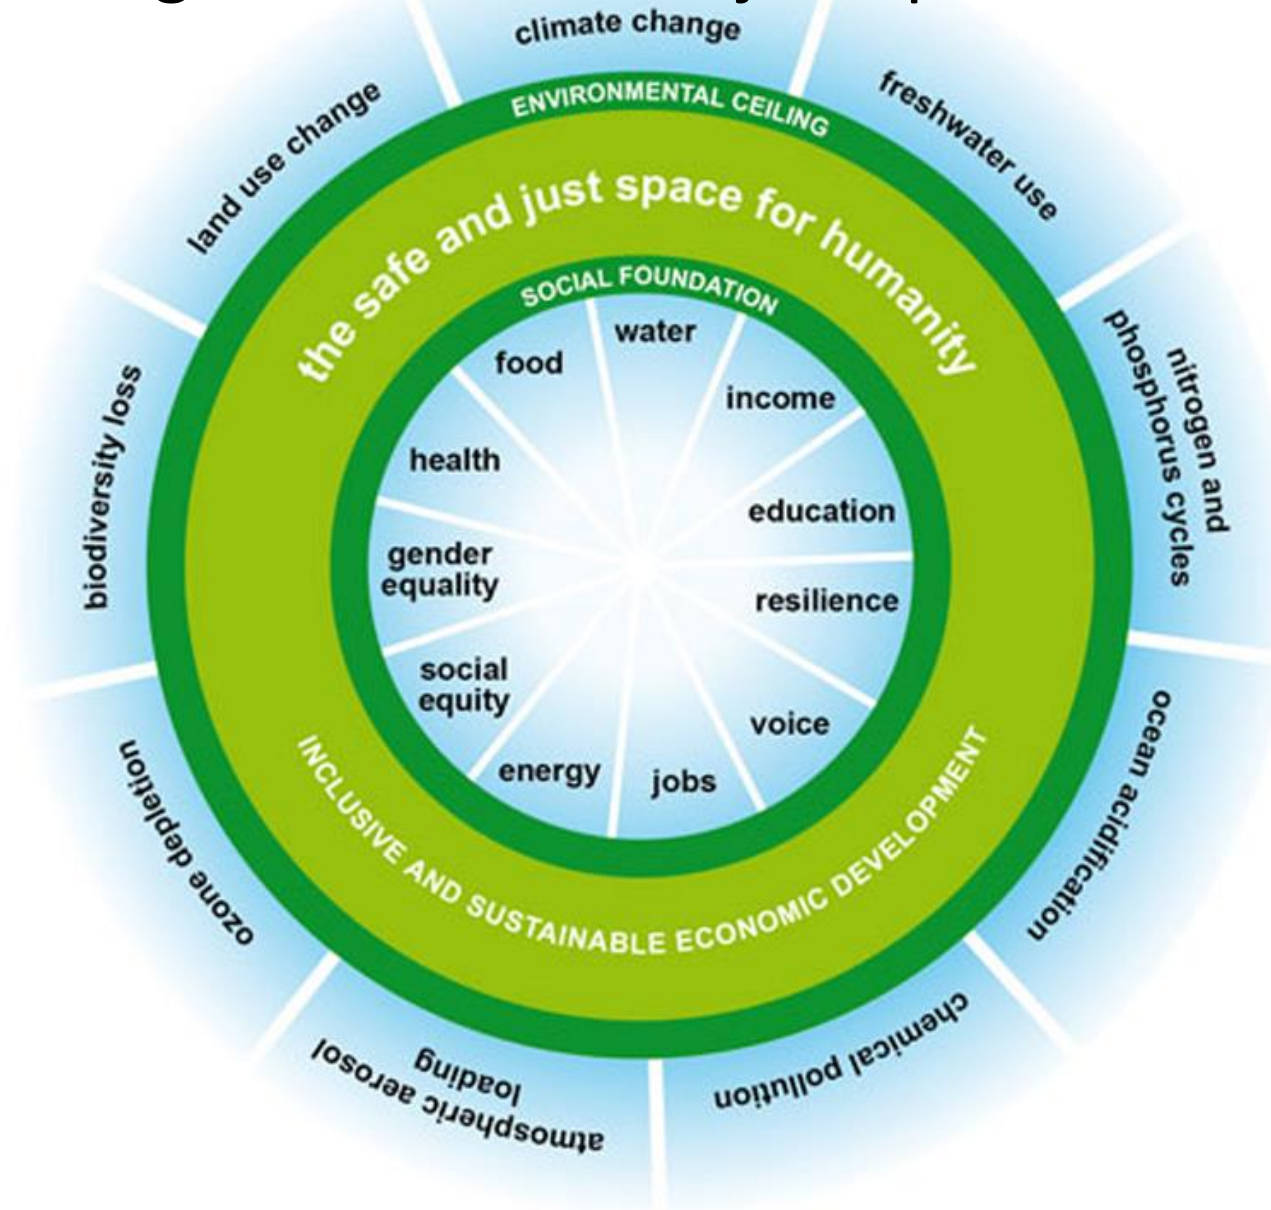 climate change
freshwater use
nitrogen and
phosphorus cycles
ocean acidification
chemical pollution
atmospheric aerosol
loading
ozone depletion
biodiversity loss
land use change
ENVIRONMENTAL CEILING
the safe and just space for humanity
SOCIAL FOUNDATION
water
income
education
resilience
voice
jobs
energy
social
equity
gender
equality
health
food
INCLUSIVE AND SUSTAINABLE ECONOMIC DEVELOPMENT